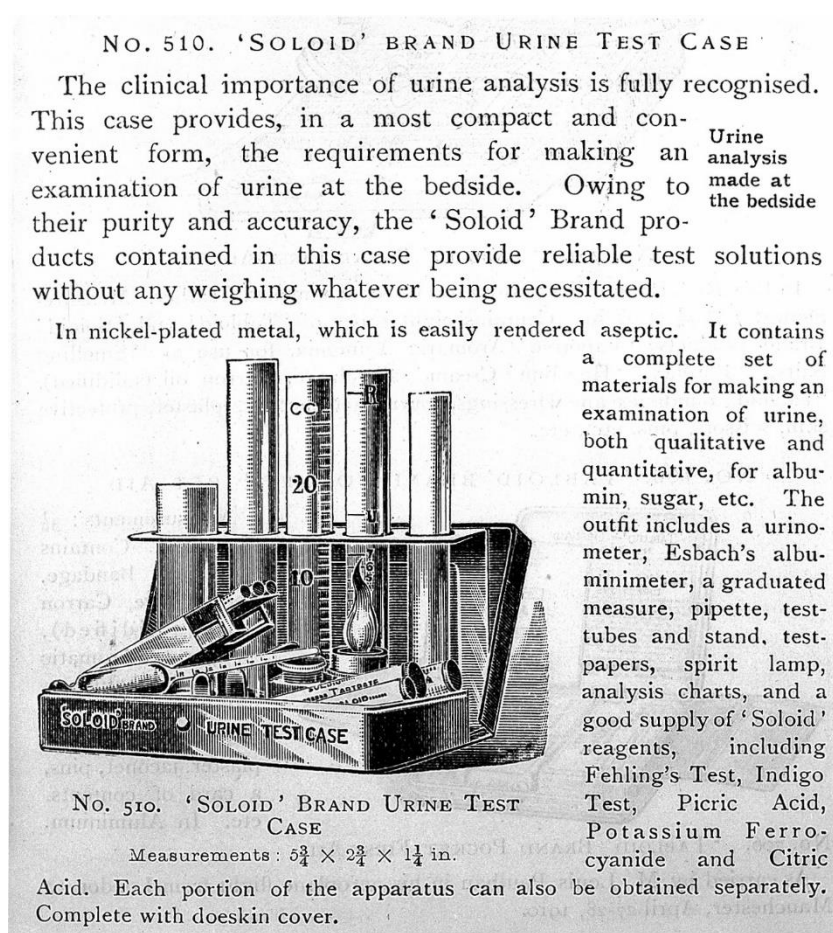 No. 510. ‘Soloid’ brand Urine Test Case
The clinical importance of urine analysis is fully recognised.
This case provides, in a most compact and con-
venient form, the requirements for making an
examination of urine at the bedside. Owing to
their purity and accuracy, the ‘Soloid’ Brand pro-
ducts contained in this case provide reliable test solutions
without any weighing whatever being necessitated.
Urine
analysis
made at
the bedside
In nickel-plated metal, which is easily rendered aseptic. It contains
a complete set of
materials for making an
examination of urine,
both qualitative and
quantitative, for albu-
min, sugar, etc. The
outfit includes a urino-
meter, Esbach’s albu-
minimeter, a graduated
measure, pipette, test-
tubes and stand, test-
papers, spirit lamp,
analysis charts, and a
good supply of ‘Soloid’
reagents, including
Fehling’s Test, Indigo
Test, Picric Acid,
Potassium Ferro-
cyanide and Citric
Acid. Each portion of the apparatus can also be obtained separately.
Complete with doeskin cover.
CC
20
10
R
U
7
6
5
TARTRATE
‘SOLOID’ BRAND URINE TEST CASE
No. 510. ‘Soloid’ Brand Urine Test
Case
Measurements: 5¾ × 2¾ × 1¼ in.